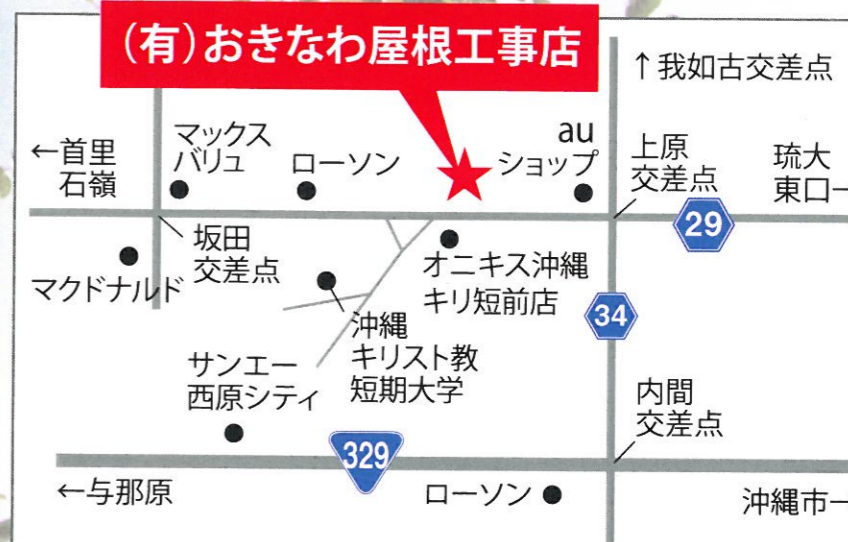 (有)おきなわ屋根工事店
↑我如古交差点
←首里
石嶺
マックス
バリュ
ローソン
au
ショップ
上原
交差点
琉大
東口→
29
坂田
交差点
マクドナルド
オニキス沖縄
キリ短前店
34
沖縄
キリスト教
短期大学
サンエー
西原シティ
内間
交差点
329
←与那原
ローソン
沖縄市→